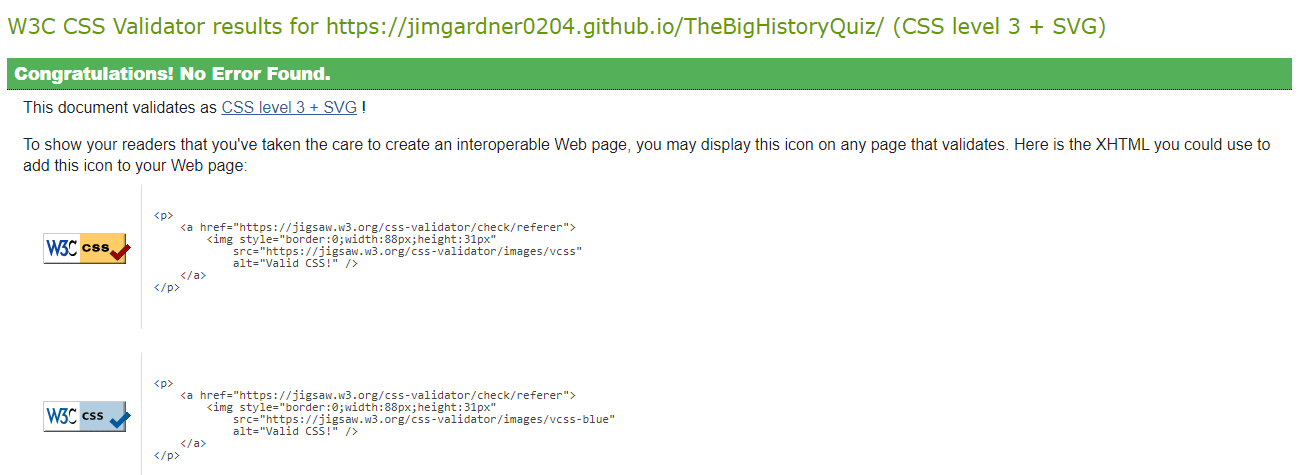 W3C CSS Validator results for https://jimgardner0204.github.io/TheBigHistoryQuiz/ (CSS level 3 + SVG)
Congratulations! No Error Found.
This document validates as CSS level 3 + SVG !
To show your readers that you've taken the care to create an interoperable Web page, you may display this icon on any page that validates. Here is the XHTML you could use to
add this icon to your Web page:
W3C css
<p>
<a href="https://jigsaw.w3.org/css-validator/check/referer">
<img style="border:0;width:88px;height:31px"
src="https://jigsaw.w3.org/css-validator/images/vcss"
alt="Valid CSS!" />
</a>
</p>
W3C css
<p>
<a href="https://jigsaw.w3.org/css-validator/check/referer">
<img style="border:0;width:88px;height:31px"
src="https://jigsaw.w3.org/css-validator/images/vcss-blue"
alt="Valid CSS!" />
</a>
</p>